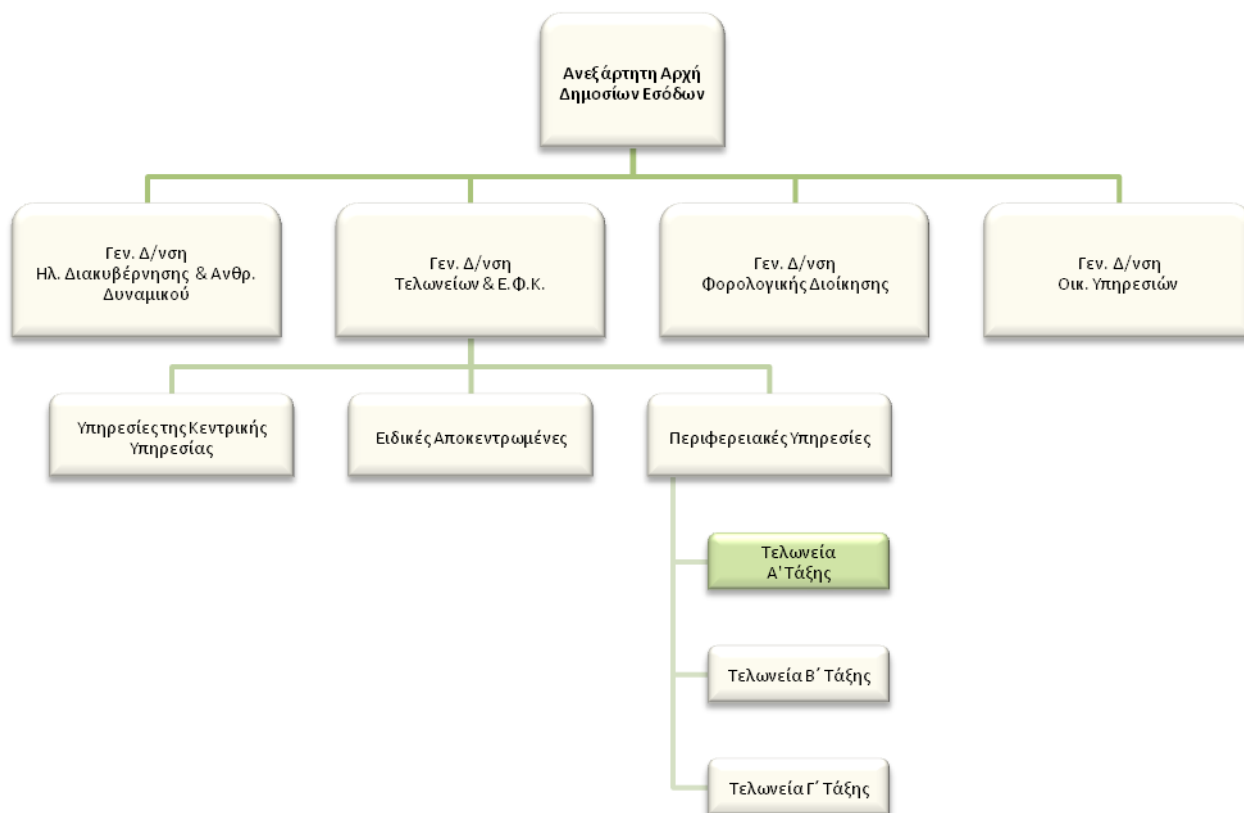 Ανεξάρτητη Αρχή
Δημοσίων Εσόδων
Γεν. Δ/νση
Ηλ. Διακυβέρνησης & Ανθρ.
Δυναμικού
Γεν. Δ/νση
Τελωνείων & Ε.Φ.Κ.
Γεν. Δ/νση
Φορολογικής Διοίκησης
Γεν. Δ/νση
Οικ. Υπηρεσιών
Υπηρεσίες της Κεντρικής
Υπηρεσίας
Ειδικές Αποκεντρωμένες
Περιφερειακές Υπηρεσίες
Τελωνεία
Α' Τάξης
Τελωνεία Β΄ Τάξης
Τελωνεία Γ΄ Τάξης